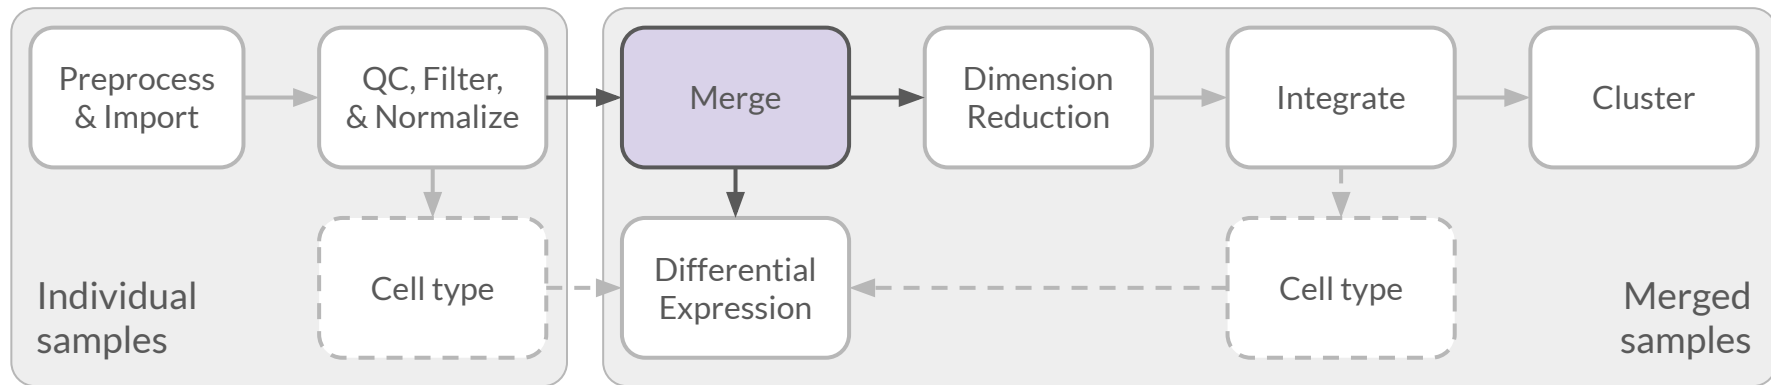 Preprocess
& Import
QC, Filter,
& Normalize
Merge
Dimension
Reduction
Integrate
Cluster
Individual
samples
Cell type
Differential
Expression
Cell type
Merged
samples